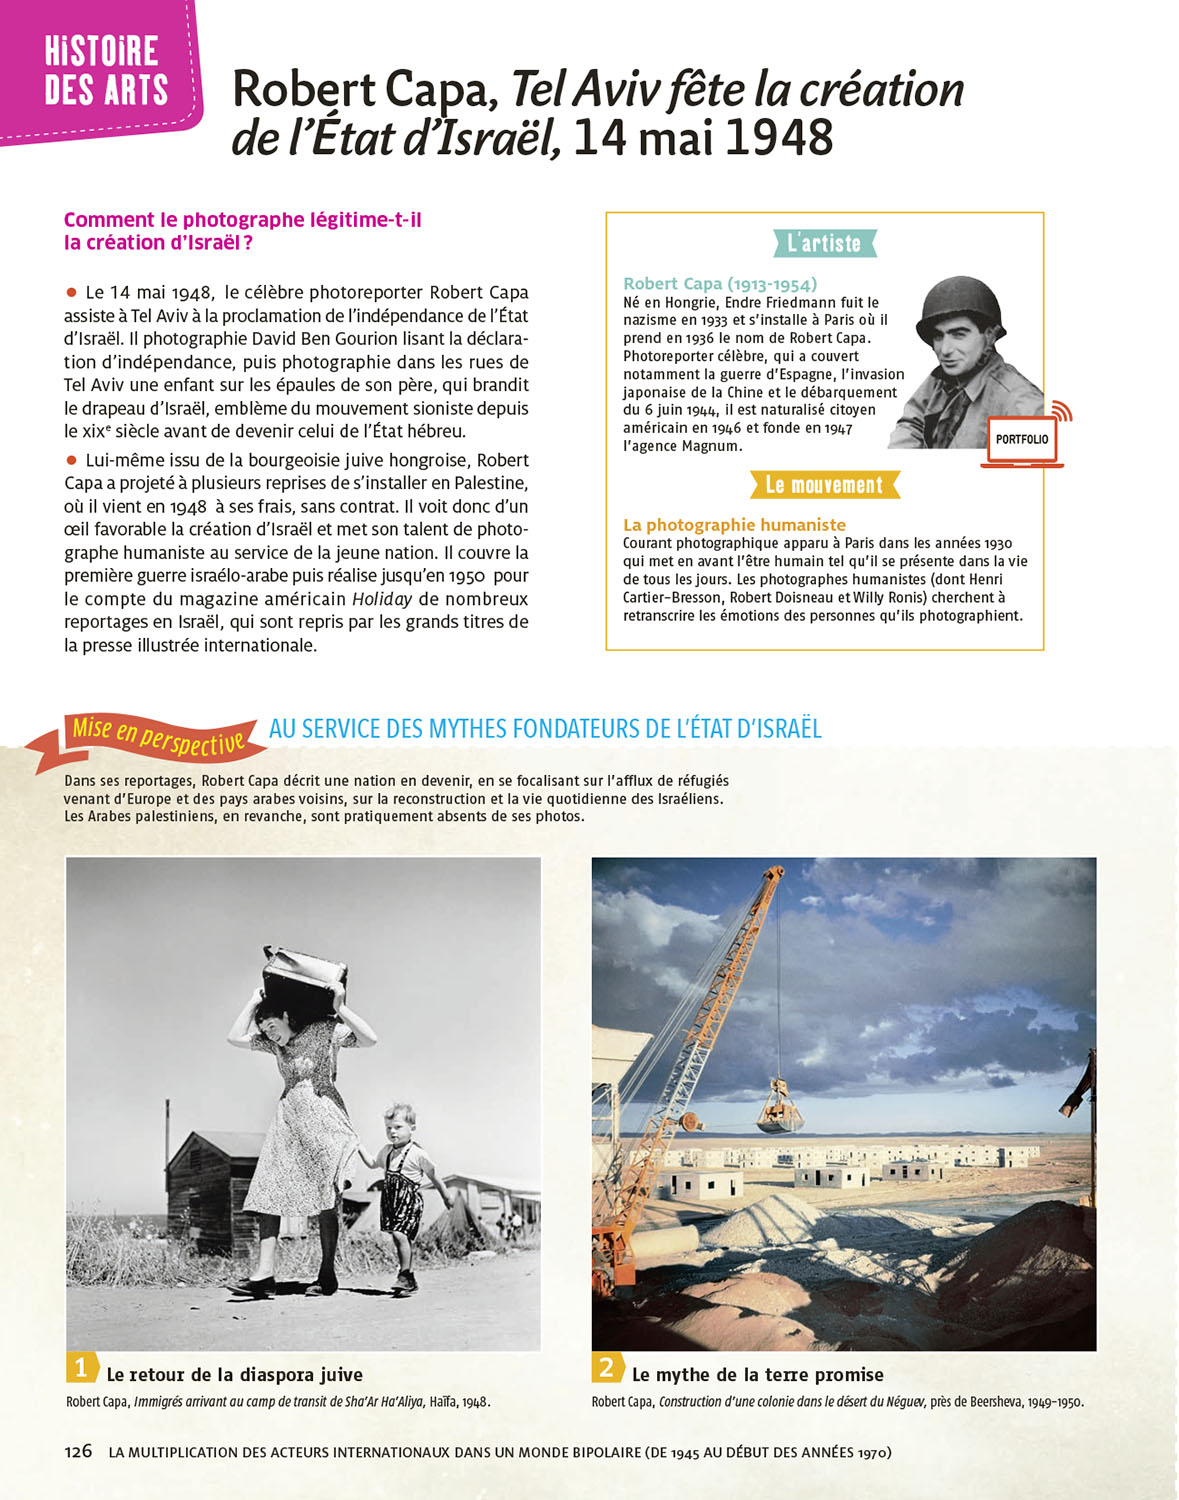 HISTOIRE
DES ARTS
Robert Capa, Tel Aviv fête la création
de l’État d’Israël, 14 mai 1948
Comment le photographe légitime-t-il
la création d’Israël ?
• Le 14 mai 1948, le célèbre photoreporter Robert Capa
assiste à Tel Aviv à la proclamation de l’indépendance de l’État
d’Israël. Il photographie David Ben Gourion lisant la déclara-
tion d’indépendance, puis photographie dans les rues de
Tel Aviv une enfant sur les épaules de son père, qui brandit
le drapeau d’Israël, emblème du mouvement sioniste depuis
le xixe siècle avant de devenir celui de l’État hébreu.
• Lui-même issu de la bourgeoisie juive hongroise, Robert
Capa a projeté à plusieurs reprises de s’installer en Palestine,
où il vient en 1948 à ses frais, sans contrat. Il voit donc d’un
œil favorable la création d’Israël et met son talent de photo-
graphe humaniste au service de la jeune nation. Il couvre la
première guerre israélo-arabe puis réalise jusqu’en 1950 pour
le compte du magazine américain Holiday de nombreux
reportages en Israël, qui sont repris par les grands titres de
la presse illustrée internationale.
L’artiste
Robert Capa (1913-1954)
Né en Hongrie, Endre Friedmann fuit le
nazisme en 1933 et s’installe à Paris où il
prend en 1936 le nom de Robert Capa.
Photoreporter célèbre, qui a couvert
notamment la guerre d’Espagne, l’invasion
japonaise de la Chine et le débarquement
du 6 juin 1944, il est naturalisé citoyen
américain en 1946 et fonde en 1947
l’agence Magnum.
PORTFOLIO
Le mouvement
La photographie humaniste
Courant photographique apparu à Paris dans les années 1930
qui met en avant l’être humain tel qu’il se présente dans la vie
de tous les jours. Les photographes humanistes (dont Henri
Cartier-Bresson, Robert Doisneau et Willy Ronis) cherchent à
retranscrire les émotions des personnes qu’ils photographient.
Mise en perspective
AU SERVICE DES MYTHES FONDATEURS DE L’ÉTAT D’ISRAËL
Dans ses reportages, Robert Capa décrit une nation en devenir, en se focalisant sur l’afflux de réfugiés
venant d’Europe et des pays arabes voisins, sur la reconstruction et la vie quotidienne des Israéliens.
Les Arabes palestiniens, en revanche, sont pratiquement absents de ses photos.
1 Le retour de la diaspora juive
Robert Capa, Immigrés arrivant au camp de transit de Sha’Ar Ha’Aliya, Haïfa, 1948.
2 Le mythe de la terre promise
Robert Capa, Construction d’une colonie dans le désert du Néguev, près de Beersheva, 1949-1950.
126 LA MULTIPLICATION DES ACTEURS INTERNATIONAUX DANS UN MONDE BIPOLAIRE (DE 1945 AU DÉBUT DES ANNÉES 1970)